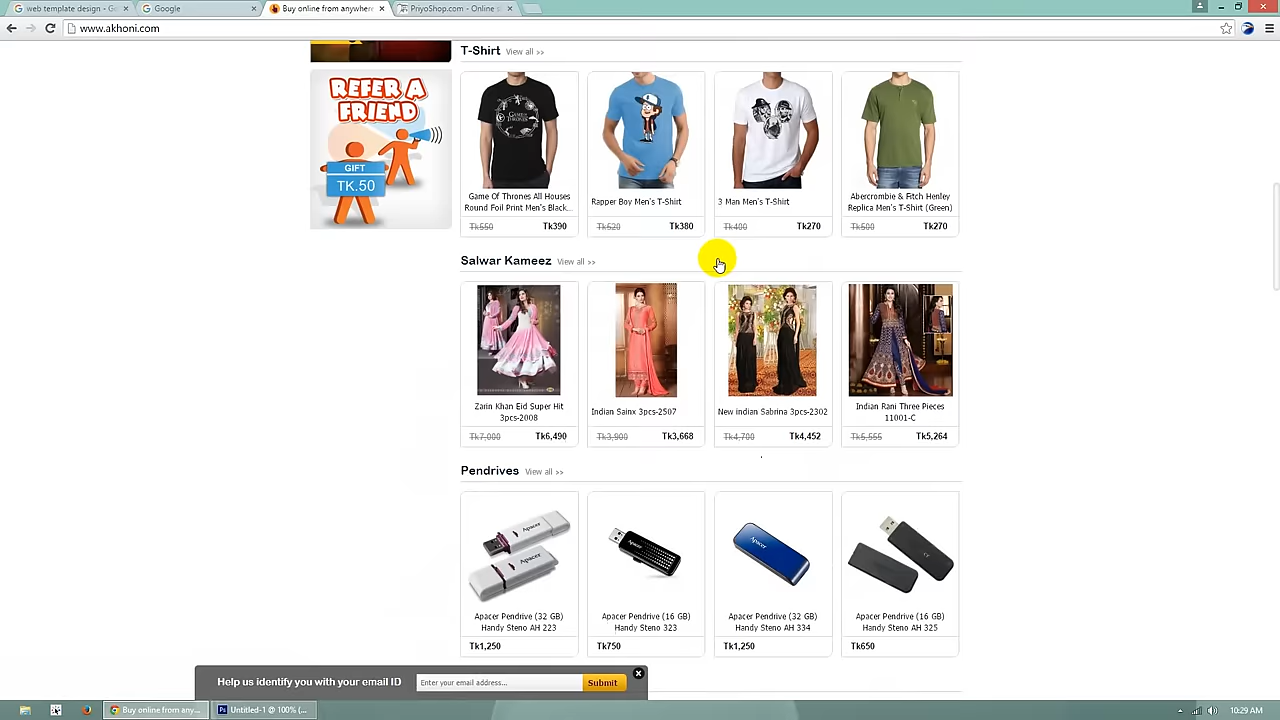 web template design - Go
Google
Buy online from anywhere
PriyoShop.com - Online s
www.akhoni.com
T-Shirt View all >>
REFER A
FRIEND
GIFT
TK.50
GAME OF
THRONES
Game Of Thrones All Houses
Round Foil Print Men's Black...
Rapper Boy Men's T-Shirt
3 Man Men's T-Shirt
Abercrombie & Fitch Henley
Replica Men's T-Shirt (Green)
Tk550 Tk390
Tk520 Tk380
Tk400 Tk270
Tk500 Tk270
Salwar Kameez View all >>
Zarin Khan Eid Super Hit
3pcs-2008
Indian Sainx 3pcs-2507
New indian Sabrina 3pcs-2302
Indian Rani Three Pieces
11001-C
Tk7,000 Tk6,490
Tk3,900 Tk3,668
Tk4,700 Tk4,452
Tk5,555 Tk5,264
Pendrives View all >>
Apacer
Apacer
Apacer
Apacer
Apacer Pendrive (32 GB)
Handy Steno AH 223
Apacer Pendrive (16 GB)
Handy Steno 323
Apacer Pendrive (32 GB)
Handy Steno AH 334
Apacer Pendrive (16 GB)
Handy Steno AH 325
Tk1,250
Tk750
Tk1,250
Tk650
Help us identify you with your email ID
Enter your email address...
Submit
Buy online from any...
Untitled-1 @ 100% (...
10:29 AM